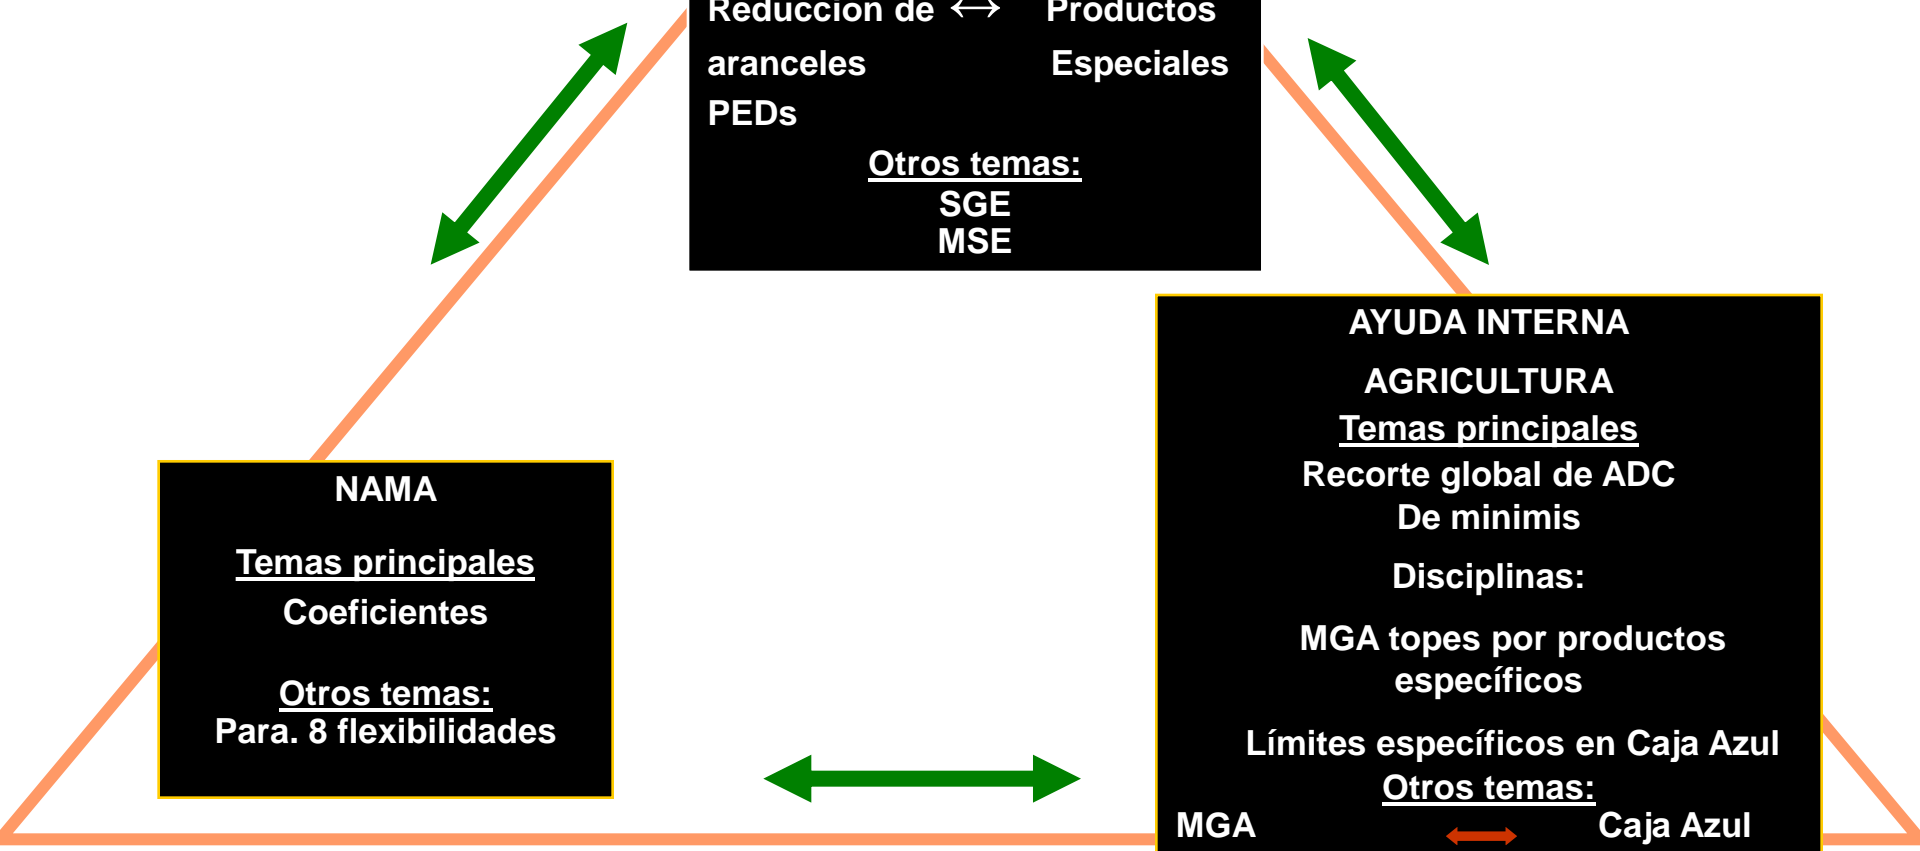 Reducción de ↔ Productos
aranceles Especiales
PEDs
Otros temas:
SGE
MSE
AYUDA INTERNA
AGRICULTURA
Temas principales
Recorte global de ADC
De minimis
Disciplinas:
MGA topes por productos
específicos
Límites específicos en Caja Azul
Otros temas:
MGA Caja Azul
NAMA
Temas principales
Coeficientes
Otros temas:
Para. 8 flexibilidades